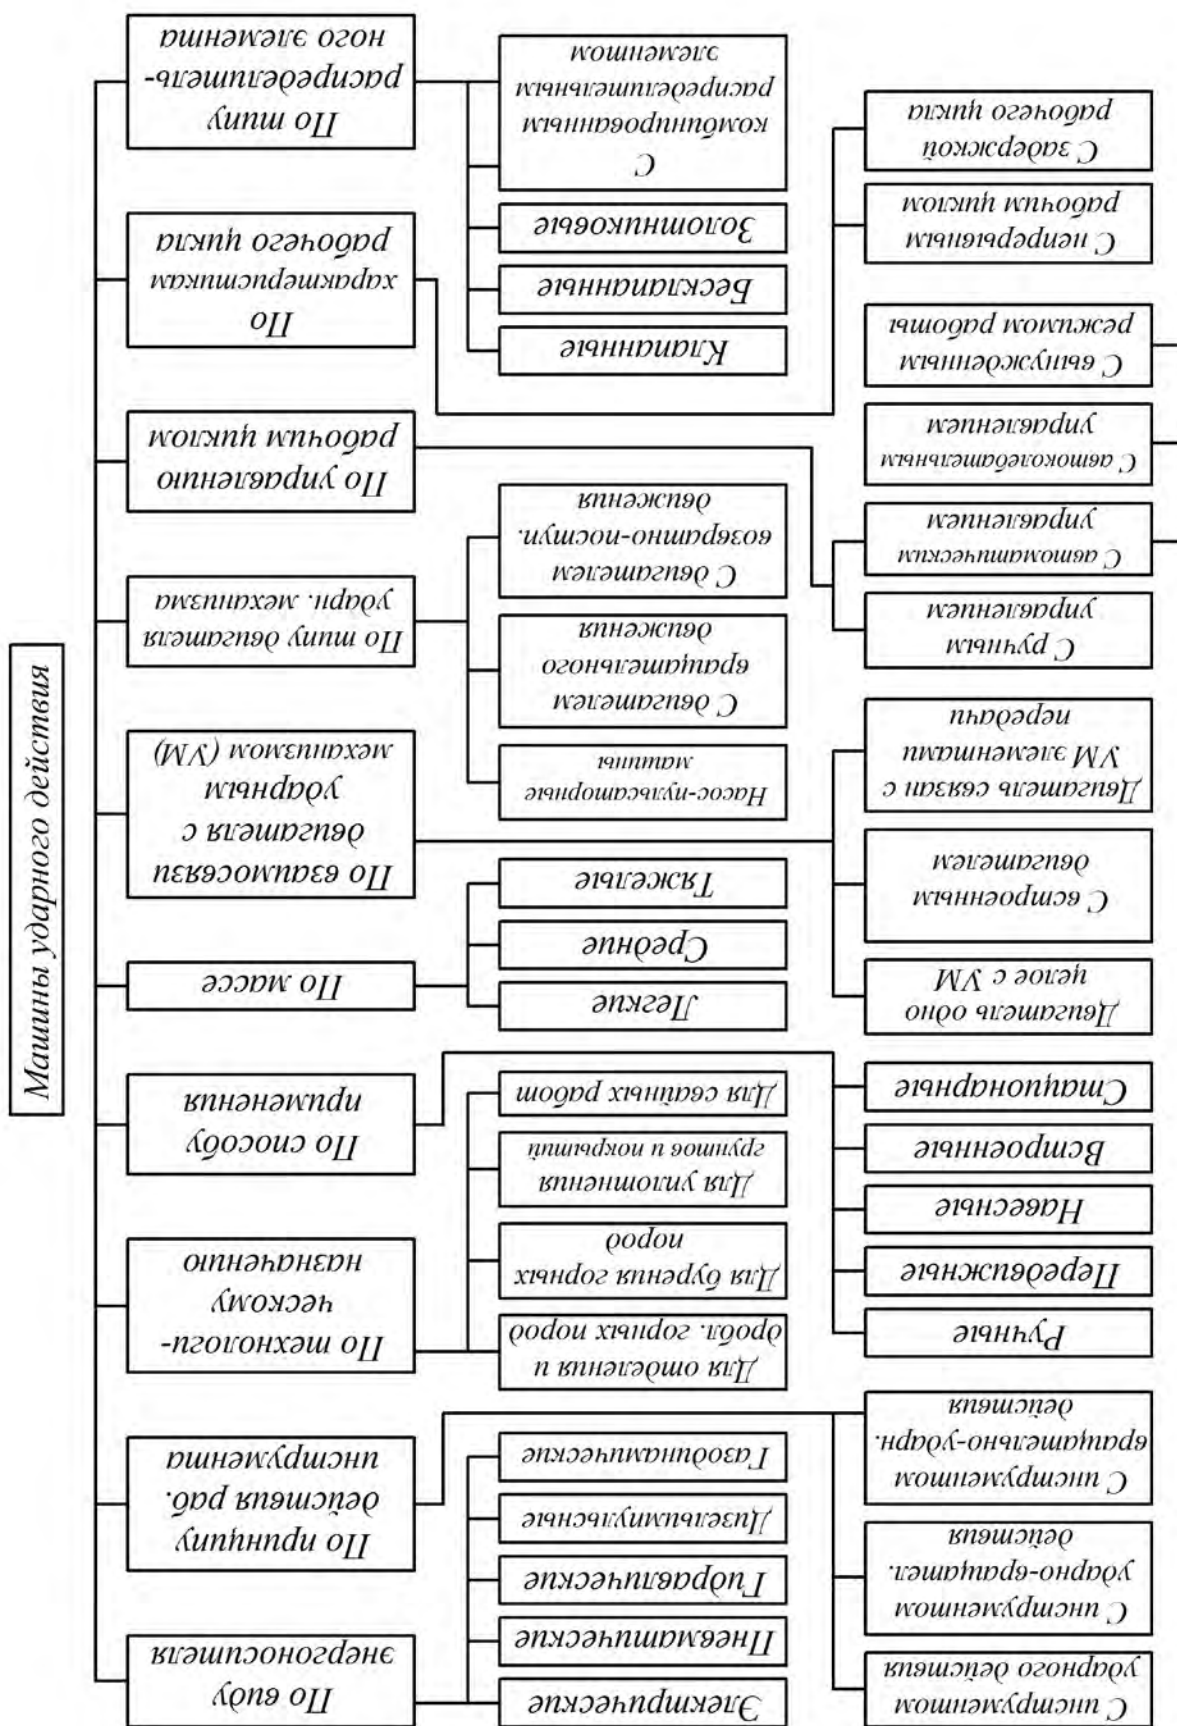 Машины ударного действия
По виду
энергоносителя
Электрические
Пневматические
Гидравлические
Дизельимпульсные
Газодинамические
По принципу
действия раб.
инструмента
С инструментом
ударного действия
С инструментом
ударно-вращател.
действия
С инструментом
вращательно-ударн.
действия
По технологи-
ческому
назначению
Для отделения и
дробл. горных пород
Для бурения горных
пород
Для уплотнения
грунтов и покрытий
Для свайных работ
По способу
применения
Ручные
Передвижные
Навесные
Встроенные
Стационарные
По массе
Легкие
Средние
Тяжелые
По взаимосвязи
двигателя с
ударным
механизмом (УМ)
Двигатель одно
целое с УМ
С встроенным
двигателем
Двигатель связан с
УМ элементами
передачи
По типу двигателя
ударн. механизма
Насос-пульсаторные
машины
С двигателем
вращательного
движения
С двигателем
возвратно-поступ.
движения
По управлению
рабочим циклом
С ручным
управлением
С автоматическим
управлением
С автоколебательным
управлением
С вынужденным
режимом работы
По
характеристикам
рабочего цикла
С непрерывным
рабочим циклом
С задержкой
рабочего цикла
По типу
распределитель-
ного элемента
Клапанные
Бесклапанные
Золотниковые
С
комбинированным
распределительным
элементом